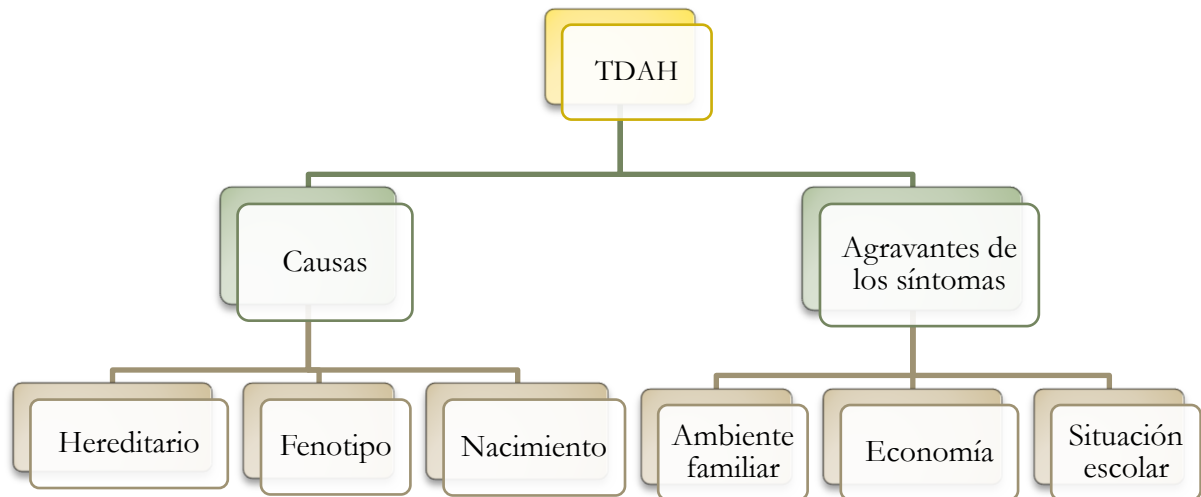 TDAH
Causas
Agravantes de
los síntomas
Hereditario
Fenotipo
Nacimiento
Ambiente
familiar
Economía
Situación
escolar